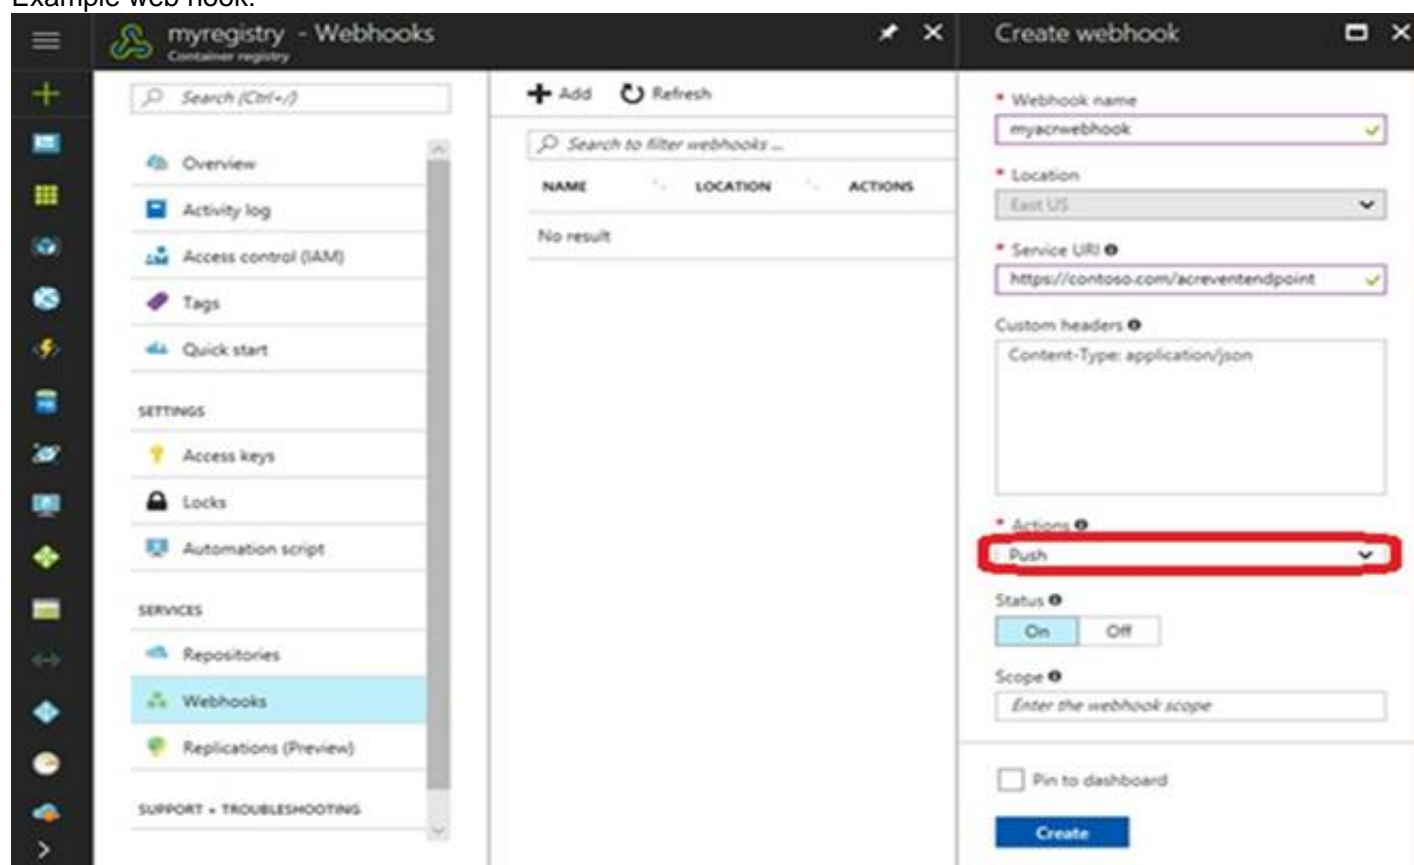 Example web hook:
myregistry - Webhooks
Container registry
Search (Ctrl+/)
Overview
Activity log
Access control (IAM)
Tags
Quick start
SETTINGS
Access keys
Locks
Automation script
SERVICES
Repositories
Webhooks
Replications (Preview)
SUPPORT + TROUBLESHOOTING
Add Refresh
Search to filter webhooks ...
NAME LOCATION ACTIONS
No result
Create webhook
* Webhook name
myacrwebhook
* Location
East US
* Service URI
https://contoso.com/acreventendpoint
Custom headers
Content-Type: application/json
* Actions
Push
Status
On Off
Scope
Enter the webhook scope
Pin to dashboard
Create